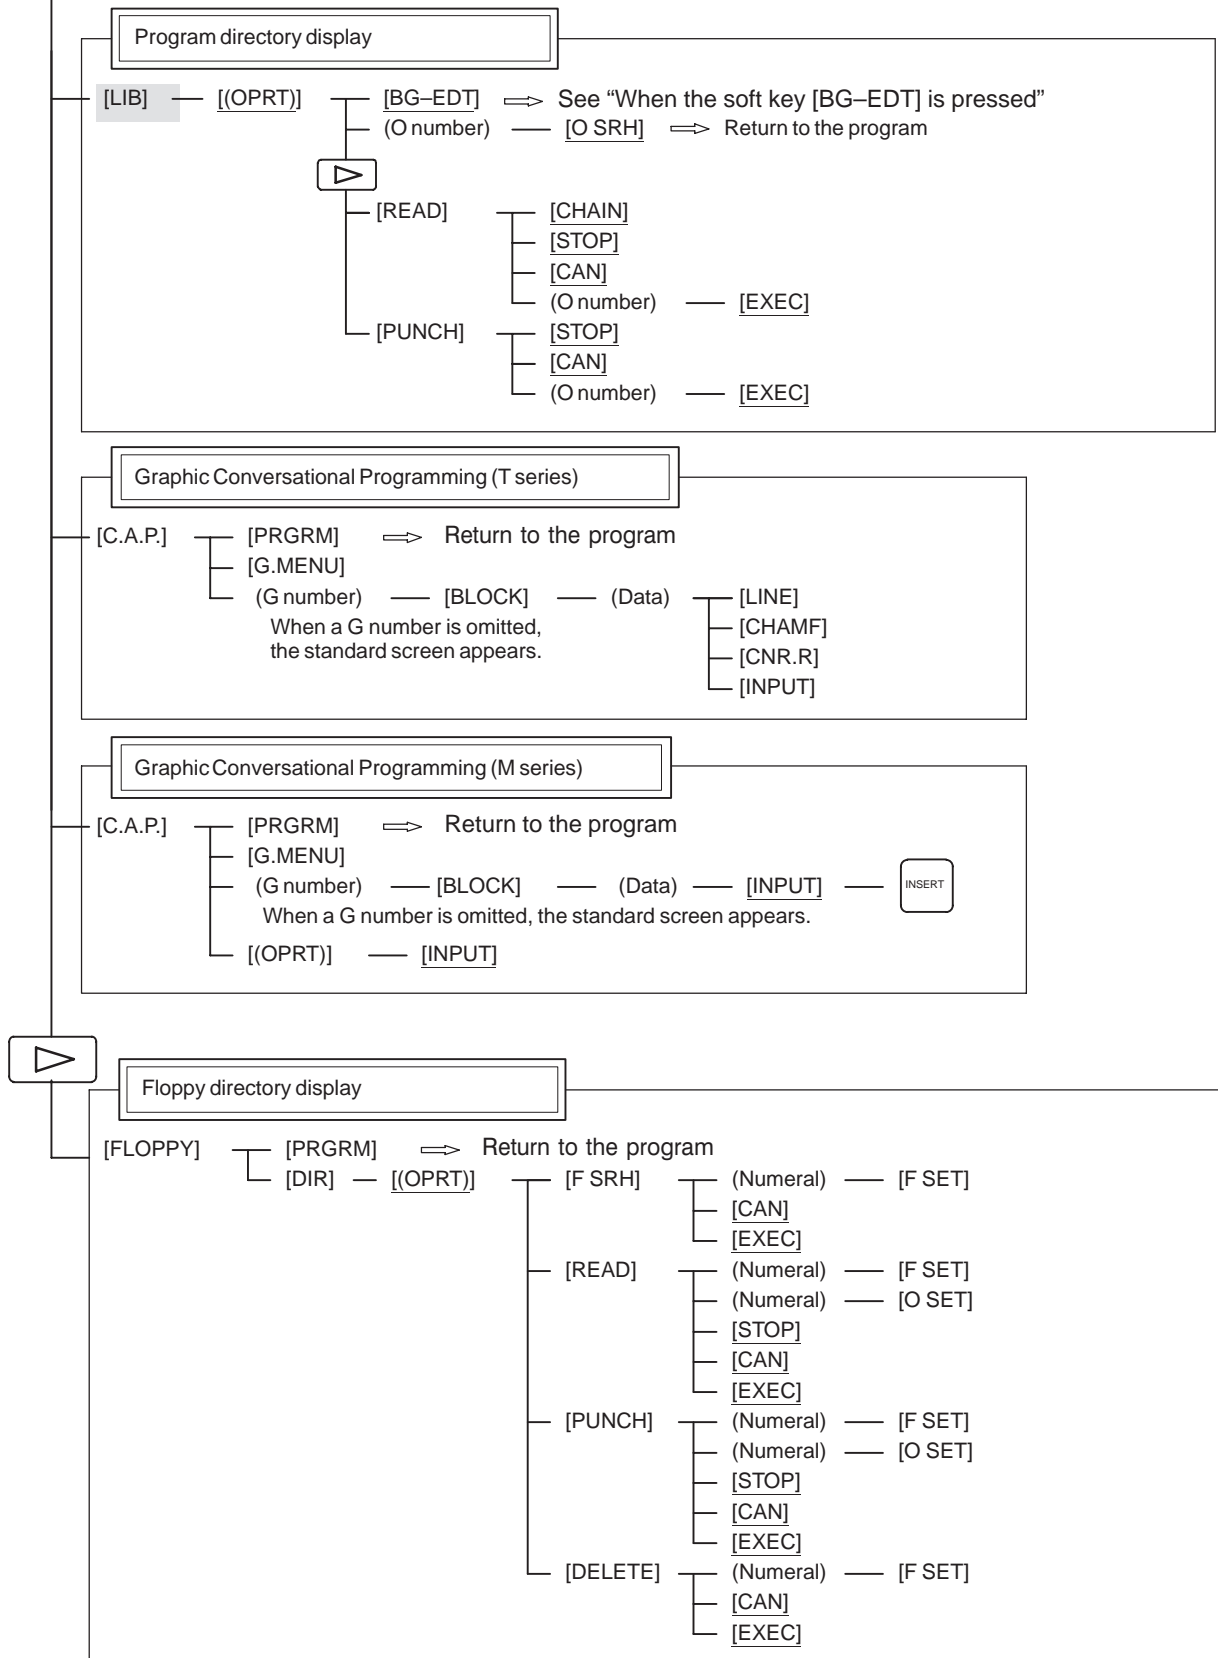 Program directory display
[LIB] [(OPRT)] [BG–EDT] See “When the soft key [BG–EDT] is pressed”
(O number) [O SRH] Return to the program
[READ] [CHAIN]
[STOP]
[CAN]
(O number) [EXEC]
[PUNCH] [STOP]
[CAN]
(O number) [EXEC]
Graphic Conversational Programming (T series)
[C.A.P.] [PRGRM] Return to the program
[G.MENU]
(G number) [BLOCK] (Data) [LINE]
When a G number is omitted, [CHAMF]
the standard screen appears. [CNR.R]
[INPUT]
Graphic Conversational Programming (M series)
[C.A.P.] [PRGRM] Return to the program
[G.MENU]
(G number) [BLOCK] (Data) [INPUT] INSERT
When a G number is omitted, the standard screen appears.
[(OPRT)] [INPUT]
Floppy directory display
[FLOPPY] [PRGRM] Return to the program
[DIR] [(OPRT)] [F SRH] (Numeral) [F SET]
[CAN]
[EXEC]
[READ] (Numeral) [F SET]
(Numeral) [O SET]
[STOP]
[CAN]
[EXEC]
[PUNCH] (Numeral) [F SET]
(Numeral) [O SET]
[STOP]
[CAN]
[EXEC]
[DELETE] (Numeral) [F SET]
[CAN]
[EXEC]